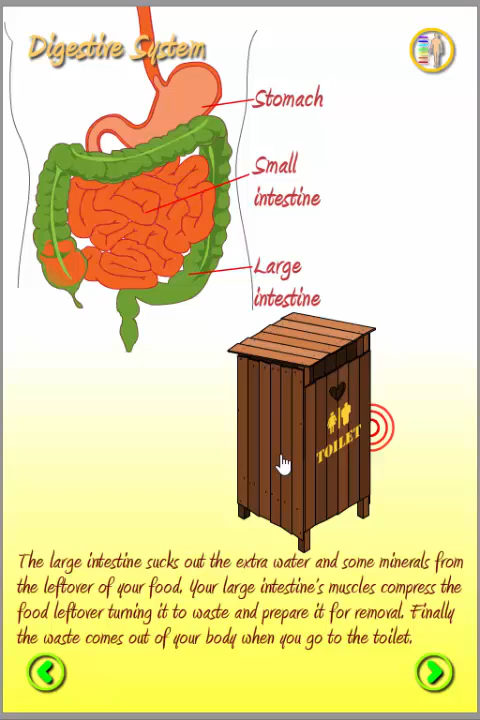 Digestive System
Stomach
Small
intestine
Large
intestine
TOILET
The large intestine sucks out the extra water and some minerals from
the leftover of your food. Your large intestine's muscles compress the
food leftover turning it to waste and prepare it for removal. Finally
the waste comes out of your body when you go to the toilet.